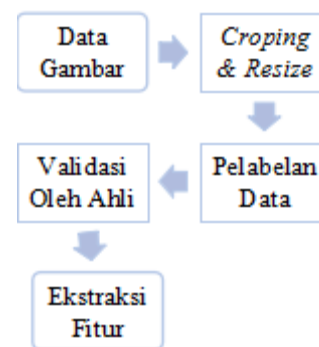 Data
Gambar
Croping
& Resize
Pelabelan
Data
Validasi
Oleh Ahli
Ekstraksi
Fitur